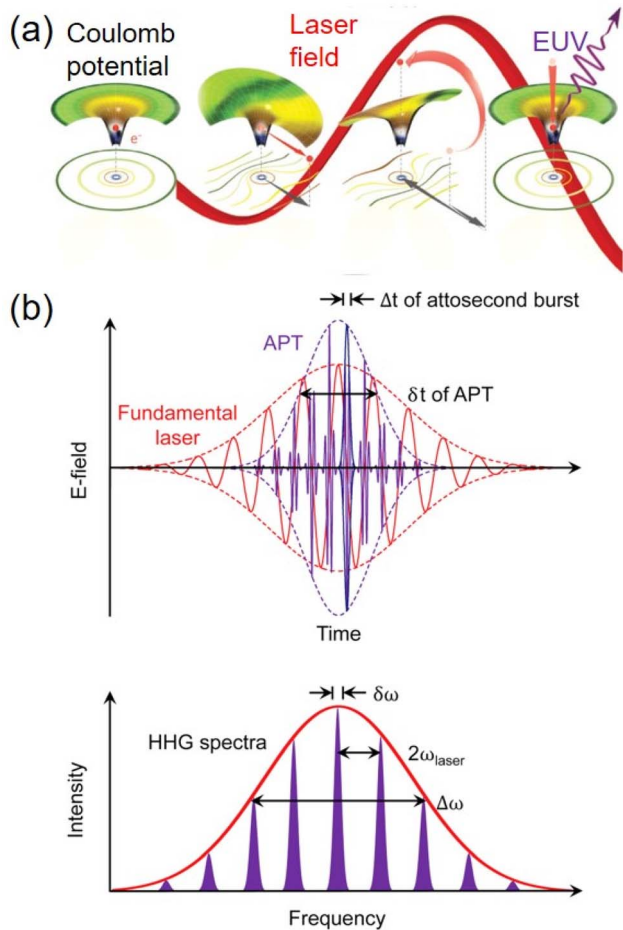 (a)
Coulomb
potential
Laser
field
EUV
e⁻
(b)
Δt of attosecond burst
APT
δt of APT
Fundamental
laser
E-field
Time
δω
HHG spectra
2ω_laser
Δω
Intensity
Frequency